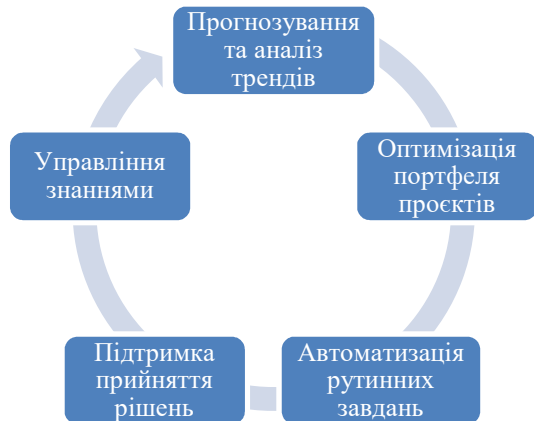 Прогнозування
та аналіз
трендів
Оптимізація
портфеля
проєктів
Автоматизація
рутинних
завдань
Підтримка
прийняття
рішень
Управління
знаннями